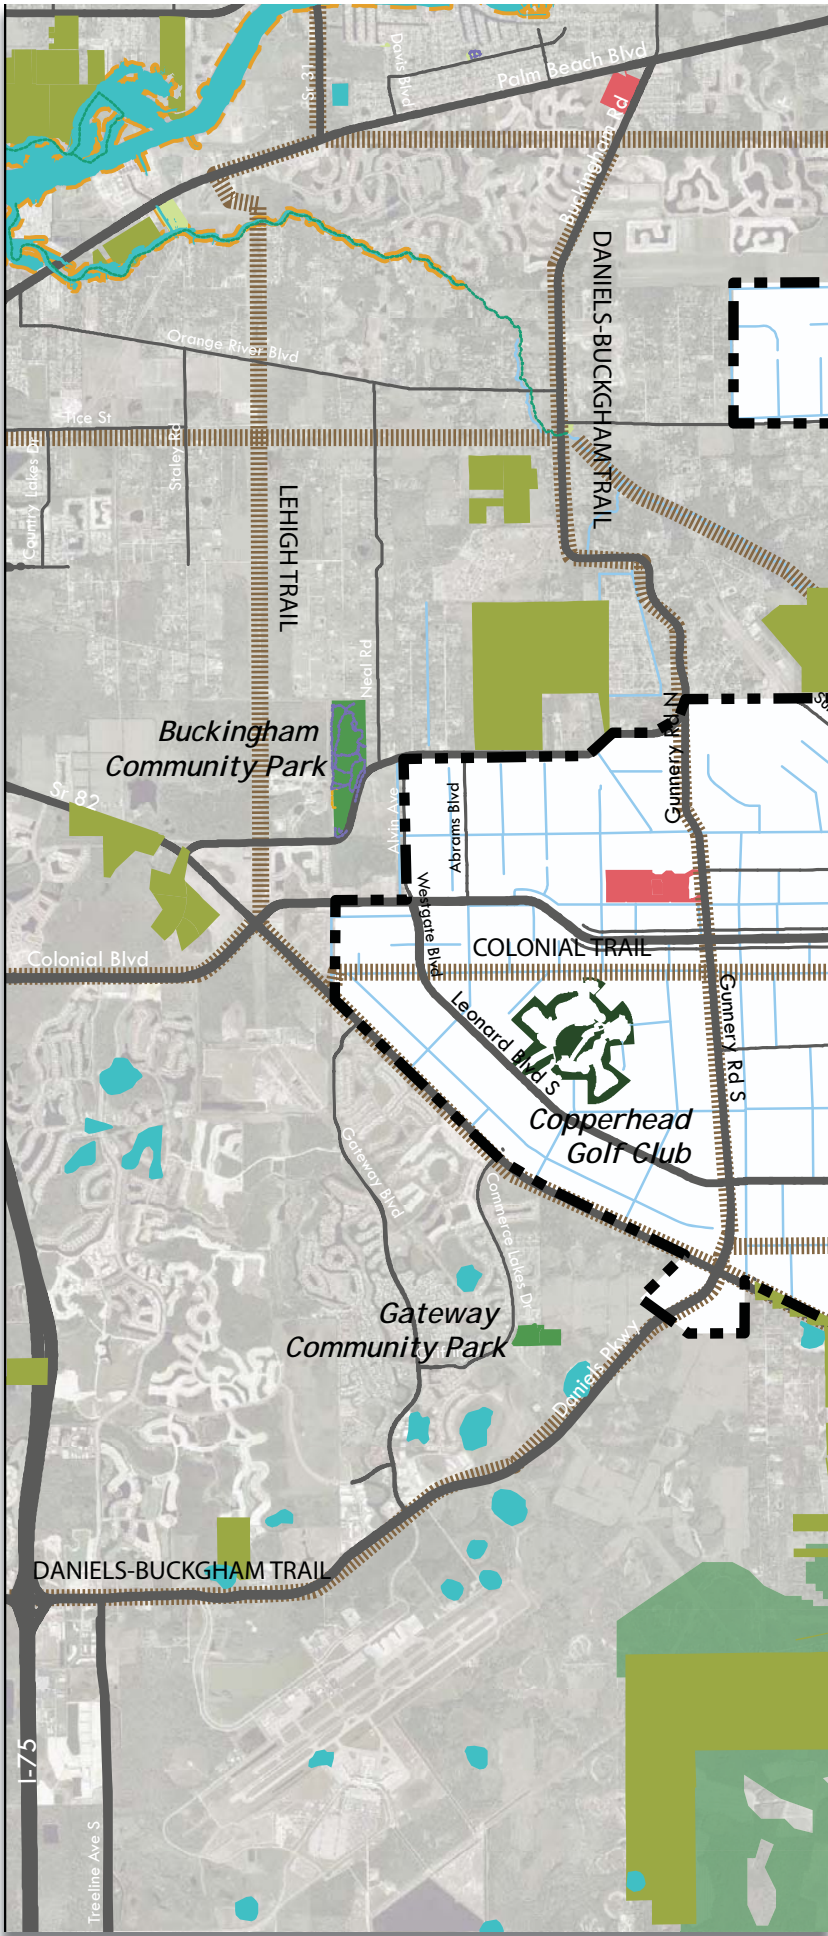 Sr 31
Davis Blvd
Palm Beach Blvd
Buckingham Rd
DANIELS-BUCKGHAM TRAIL
Orange River Blvd
Tice St
Staley Rd
Country Lakes Dr
LEHIGH TRAIL
Neal Rd
Buckingham
Community Park
Sr 82
Alvin Ave
Abrams Blvd
Gunnery Rd N
Westgate Blvd
COLONIAL TRAIL
Colonial Blvd
Leonard Blvd S
Gunnery Rd S
Copperhead
Golf Club
Gateway Blvd
Commerce Lakes Dr
Gateway
Community Park
Daniels Pkwy
DANIELS-BUCKGHAM TRAIL
I-75
Treeline Ave S